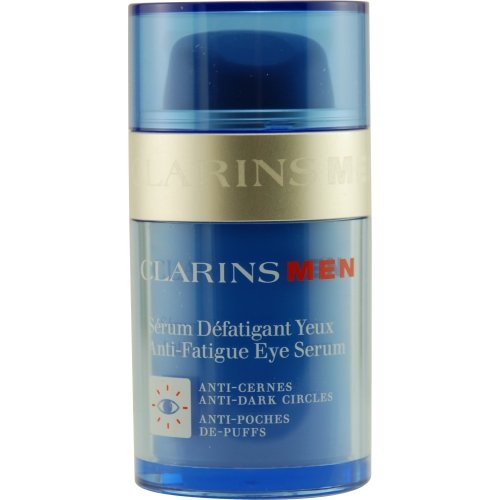 CLARINS ME
CLARINS MEN
Sérum Défatigant Yeux
Anti-Fatigue Eye Serum
ANTI-CERNES
ANTI-DARK CIRCLES
ANTI-POCHES
DE-PUFFS